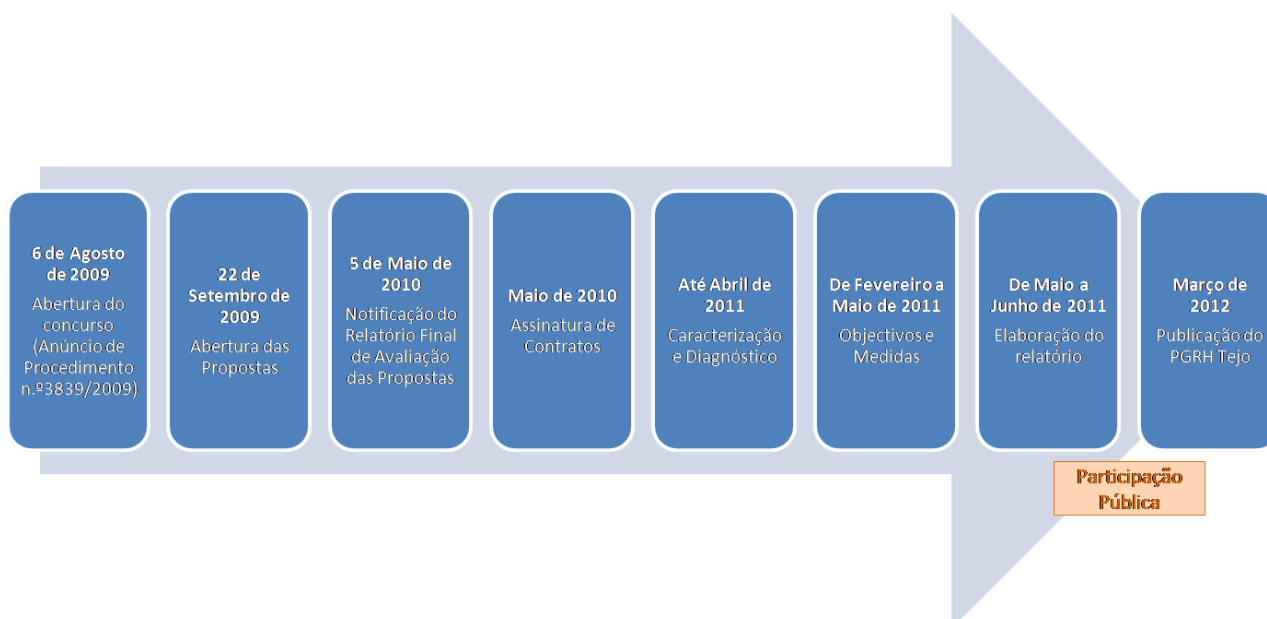 6 de Agosto
de 2009
Abertura do
concurso
(Anúncio de
Procedimento
n.º3839/2009)
22 de
Setembro de
2009
Abertura das
Propostas
5 de Maio de
2010
Notificação do
Relatório Final
de Avaliação
das Propostas
Maio de 2010
Assinatura de
Contratos
Até Abril de
2011
Caracterização
e Diagnóstico
De Fevereiro a
Maio de 2011
Objectivos e
Medidas
De Maio a
Junho de 2011
Elaboração do
relatório
Março de
2012
Publicação do
PGRH Tejo
Participação
Pública